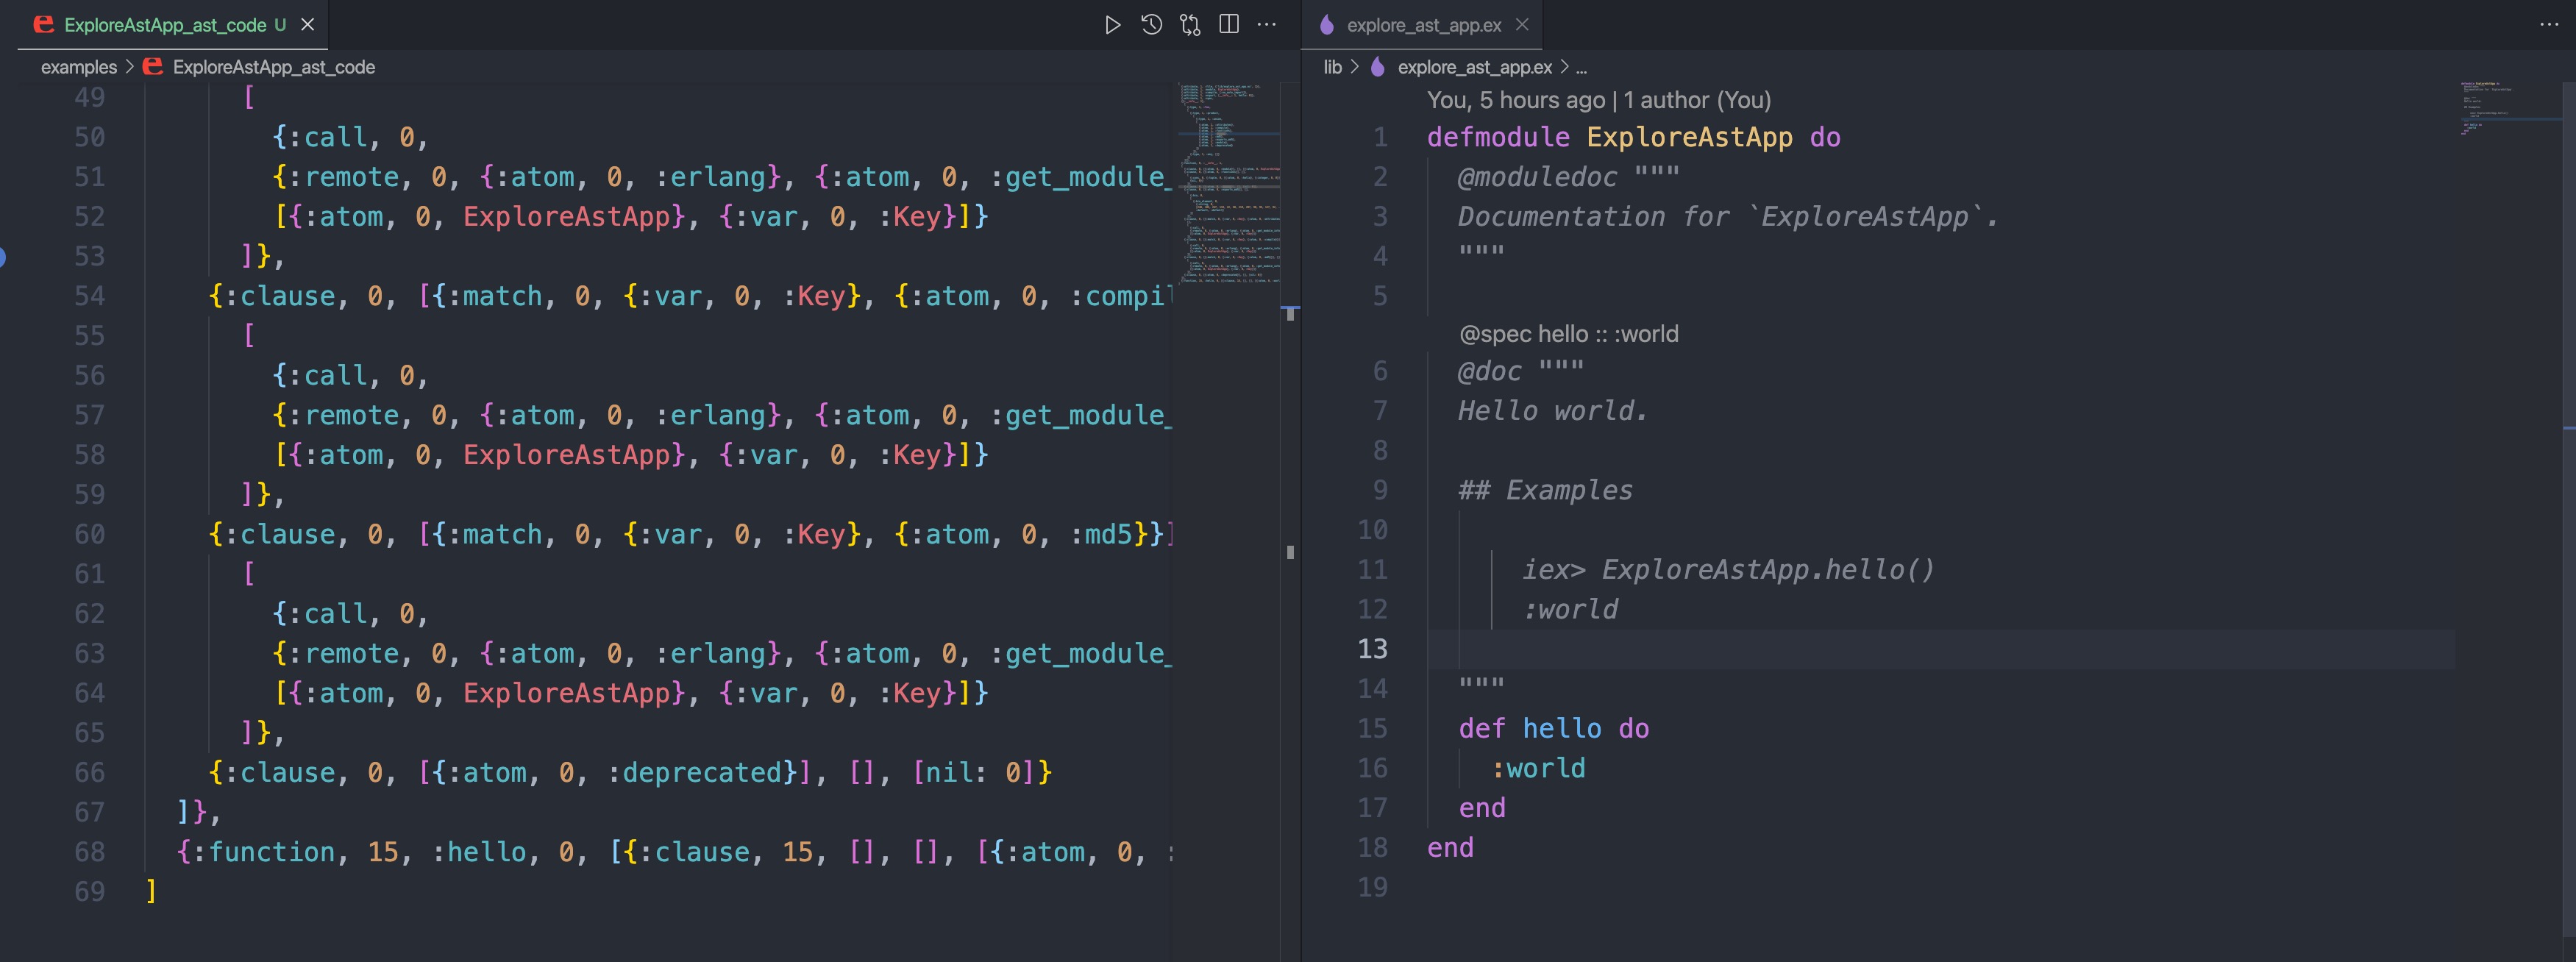 ExploreAstApp_ast_code U
examples > ExploreAstApp_ast_code
49 [
50 {:call, 0,
51 {:remote, 0, {:atom, 0, :erlang}, {:atom, 0, :get_module_
52 [{:atom, 0, ExploreAstApp}, {:var, 0, :Key}]}
53 ]},
54 {:clause, 0, [{:match, 0, {:var, 0, :Key}, {:atom, 0, :compil
55 [
56 {:call, 0,
57 {:remote, 0, {:atom, 0, :erlang}, {:atom, 0, :get_module_
58 [{:atom, 0, ExploreAstApp}, {:var, 0, :Key}]}
59 ]},
60 {:clause, 0, [{:match, 0, {:var, 0, :Key}, {:atom, 0, :md5}}]
61 [
62 {:call, 0,
63 {:remote, 0, {:atom, 0, :erlang}, {:atom, 0, :get_module_
64 [{:atom, 0, ExploreAstApp}, {:var, 0, :Key}]}
65 ]},
66 {:clause, 0, [{:atom, 0, :deprecated}], [], [nil: 0]}
67 ]},
68 {:function, 15, :hello, 0, [{:clause, 15, [], [], [{:atom, 0, :
69 ]
explore_ast_app.ex
lib > explore_ast_app.ex > ...
You, 5 hours ago | 1 author (You)
1 defmodule ExploreAstApp do
2 @moduledoc """
3 Documentation for `ExploreAstApp`.
4 """
5
@spec hello :: :world
6 @doc """
7 Hello world.
8
9 ## Examples
10
11 iex> ExploreAstApp.hello()
12 :world
13
14 """
15 def hello do
16 :world
17 end
18 end
19